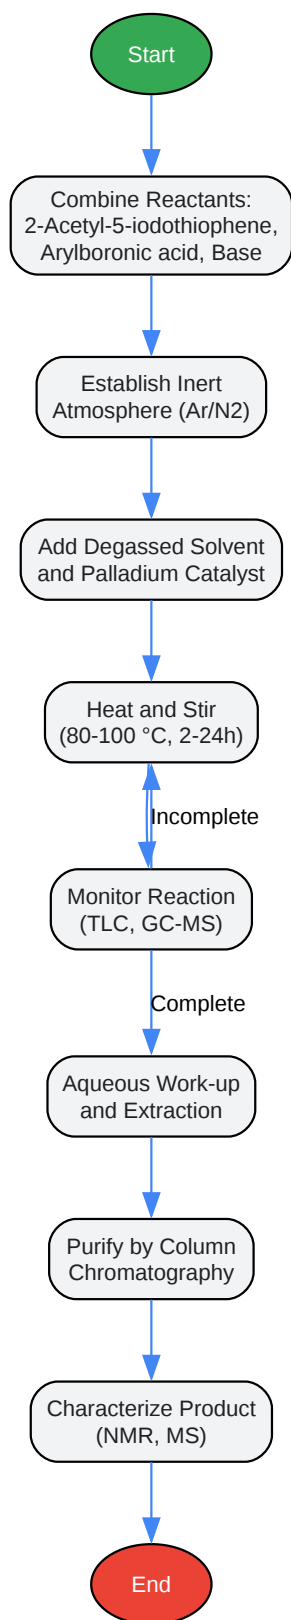 Start
Combine Reactants:
2-Acetyl-5-iodothiophene,
Arylboronic acid, Base
Establish Inert
Atmosphere (Ar/N2)
Add Degassed Solvent
and Palladium Catalyst
Heat and Stir
(80-100 °C, 2-24h)
Incomplete
Monitor Reaction
(TLC, GC-MS)
Complete
Aqueous Work-up
and Extraction
Purify by Column
Chromatography
Characterize Product
(NMR, MS)
End